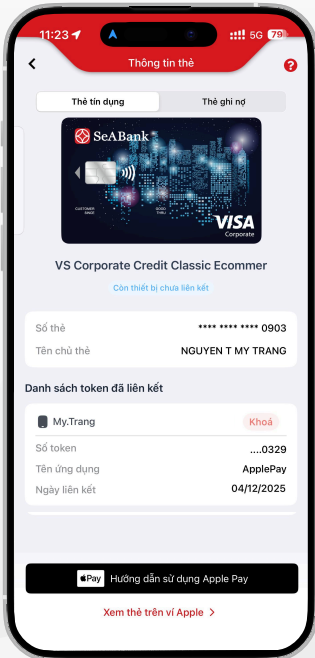 11:23
5G 79
Thông tin thẻ
?
Thẻ tín dụng Thẻ ghi nợ
SeABank
CUSTOMER SINCE GOOD THRU
VISA
Corporate
VS Corporate Credit Classic Ecommer
Còn thiết bị chưa liên kết
Số thẻ **** **** **** 0903
Tên chủ thẻ NGUYEN T MY TRANG
Danh sách token đã liên kết
My.Trang Khoá
Số token ....0329
Tên ứng dụng ApplePay
Ngày liên kết 04/12/2025
Pay Hướng dẫn sử dụng Apple Pay
Xem thẻ trên ví Apple >